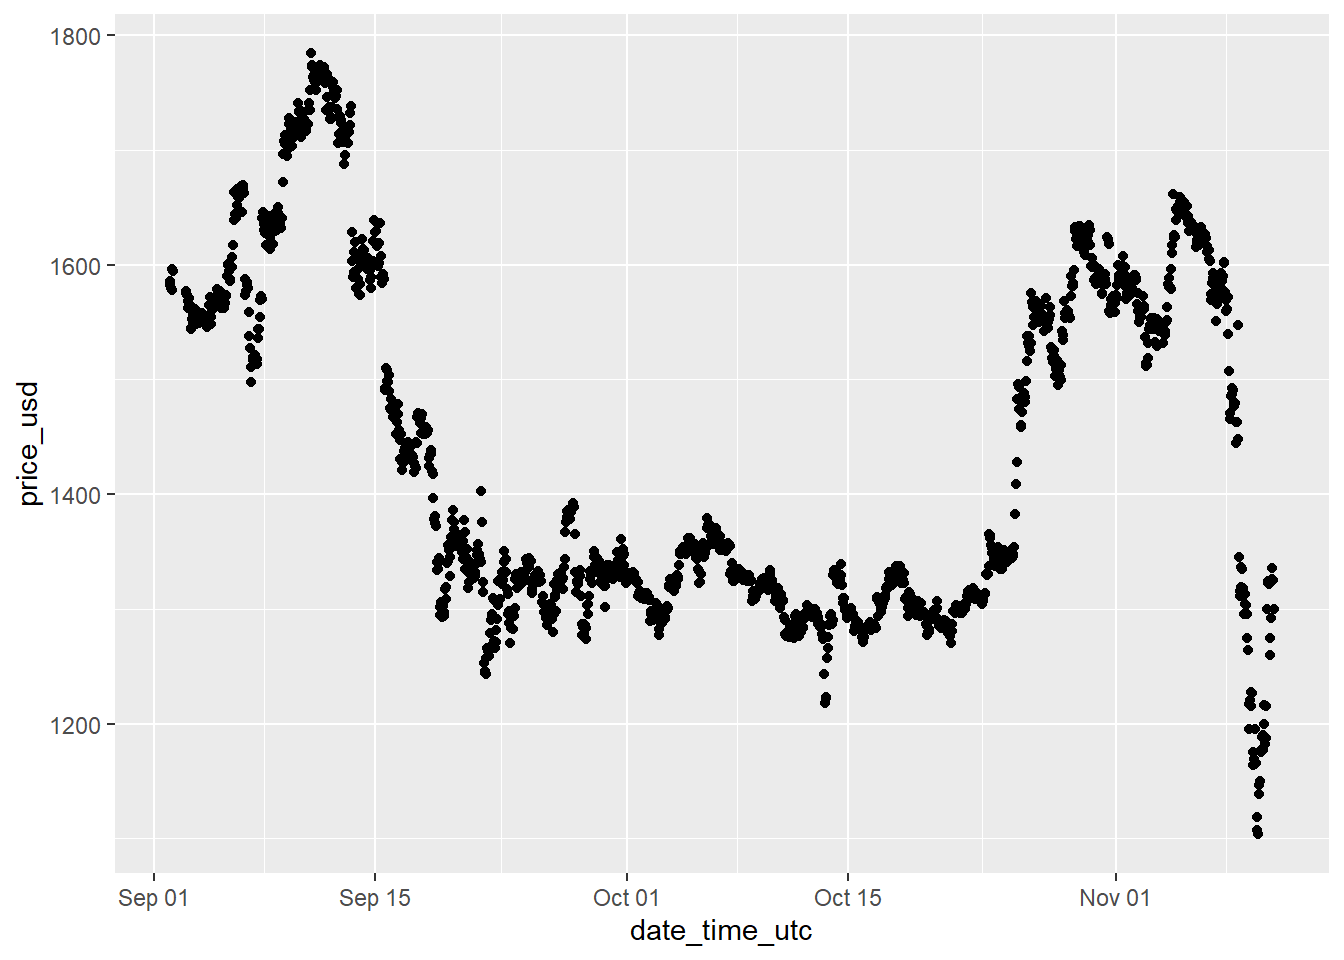 1800
1600
1400
1200
price_usd
Sep 01
Sep 15
Oct 01
Oct 15
Nov 01
date_time_utc